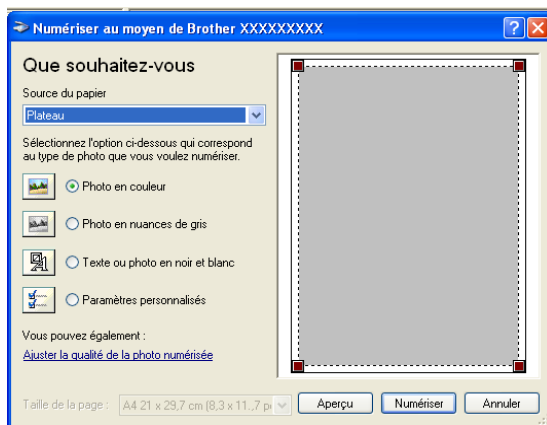 Numériser au moyen de Brother XXXXXXXXX
Que souhaitez-vous
Source du papier
Plateau
Sélectionnez l'option ci-dessous qui correspond
au type de photo que vous voulez numériser.
Photo en couleur
Photo en nuances de gris
Texte ou photo en noir et blanc
Paramètres personnalisés
Vous pouvez également :
Ajuster la qualité de la photo numérisée
Taille de la page : A4 21 x 29,7 cm (8,3 x 11.,7 p
Aperçu Numériser Annuler